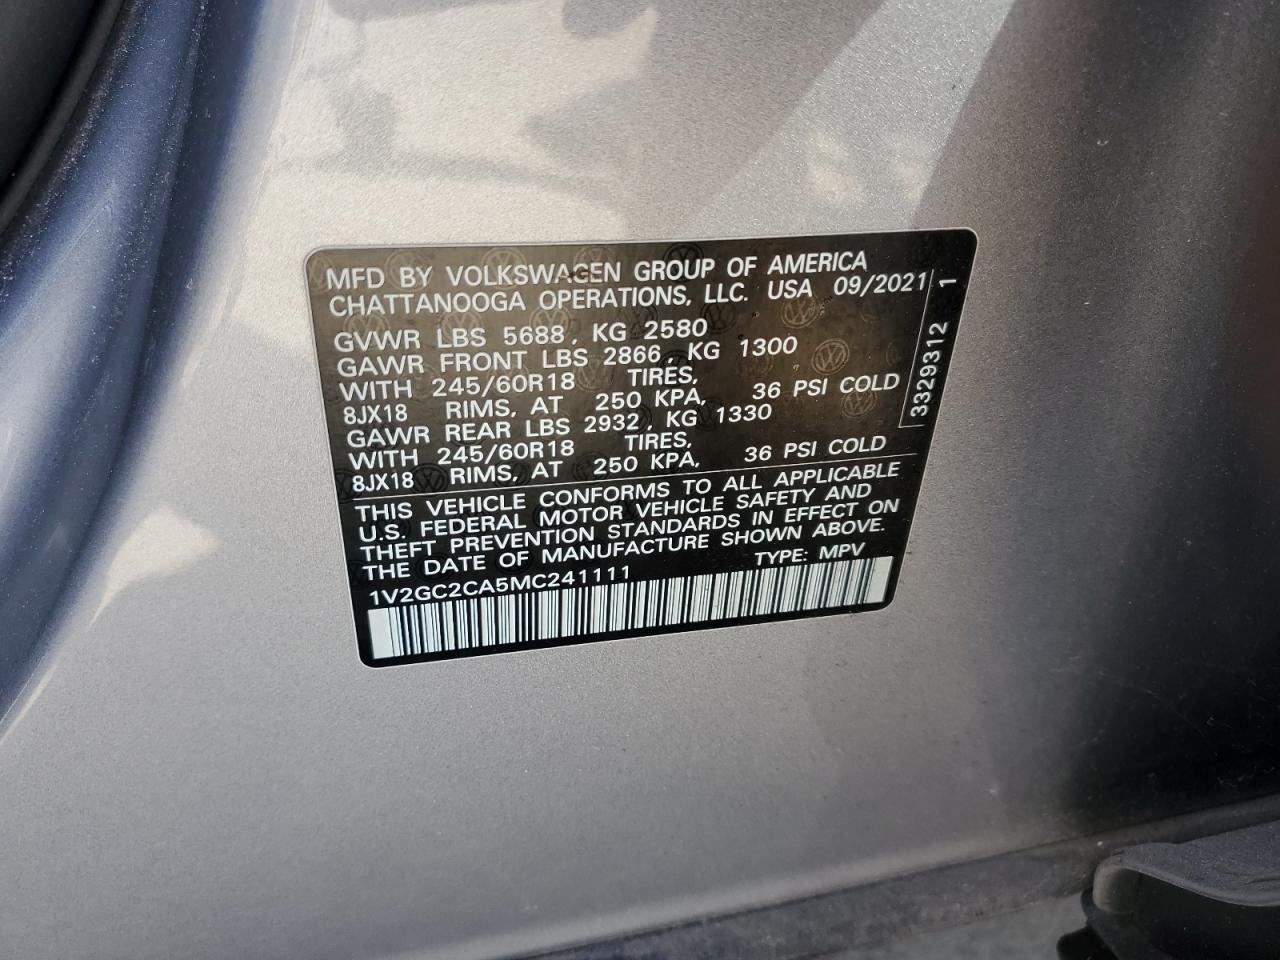 MFD BY VOLKSWAGEN GROUP OF AMERICA
CHATTANOOGA OPERATIONS, LLC. USA 09/2021
GVWR LBS 5688, KG 2580
GAWR FRONT LBS 2866, KG 1300
WITH 245/60R18 TIRES,
8JX18 RIMS, AT 250 KPA, 36 PSI COLD
GAWR REAR LBS 2932, KG 1330
WITH 245/60R18 TIRES,
8JX18 RIMS, AT 250 KPA, 36 PSI COLD
THIS VEHICLE CONFORMS TO ALL APPLICABLE
U.S. FEDERAL MOTOR VEHICLE SAFETY AND
THEFT PREVENTION STANDARDS IN EFFECT ON
THE DATE OF MANUFACTURE SHOWN ABOVE.
1V2GC2CA5MC241111 TYPE: MPV
3329312 1